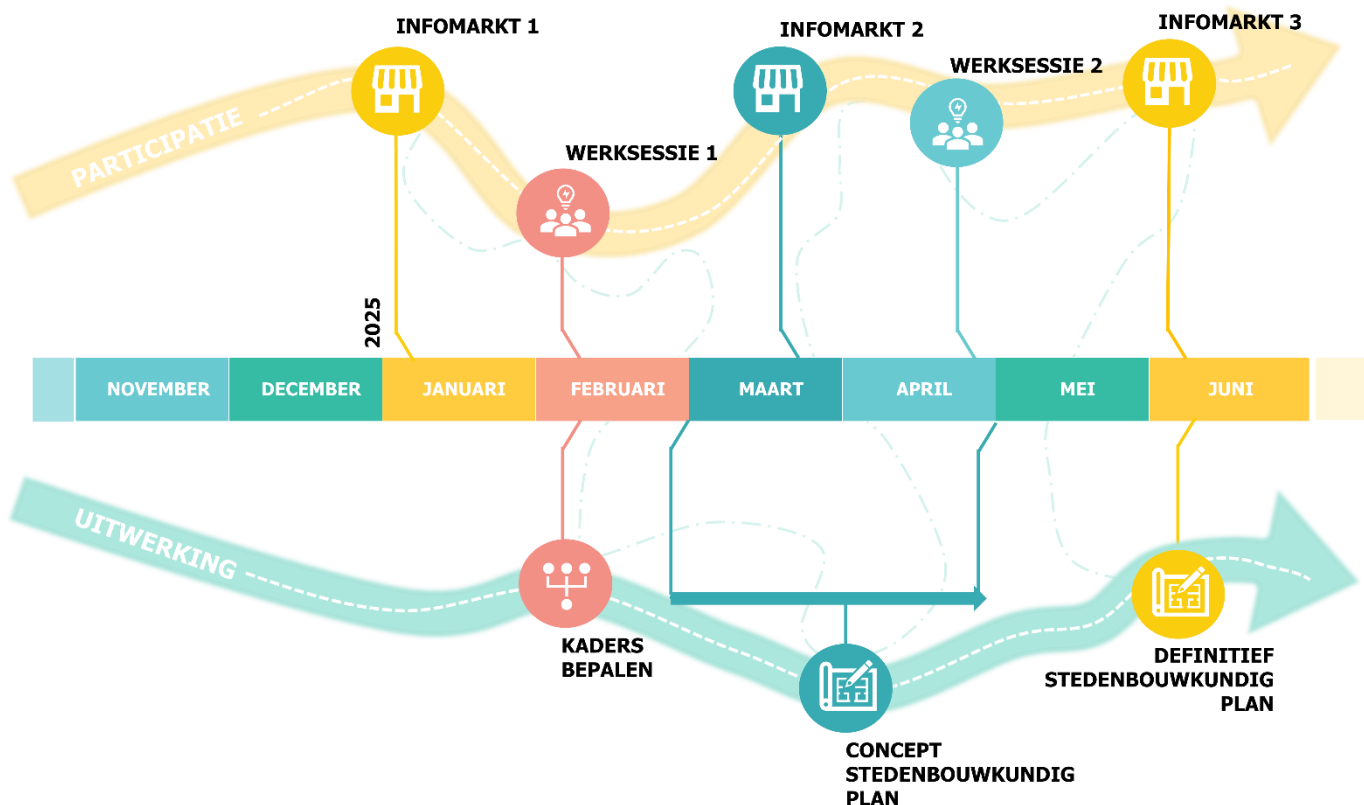 INFOMARKT 1
INFOMARKT 2
INFOMARKT 3
WERKSESSIE 2
WERKSESSIE 1
PARTICIPATIE
2025
NOVEMBER
DECEMBER
JANUARI
FEBRUARI
MAART
APRIL
MEI
JUNI
UITWERKING
KADERS
BEPALEN
DEFINITIEF
STEDENBOUWKUNDIG
PLAN
CONCEPT
STEDENBOUWKUNDIG
PLAN